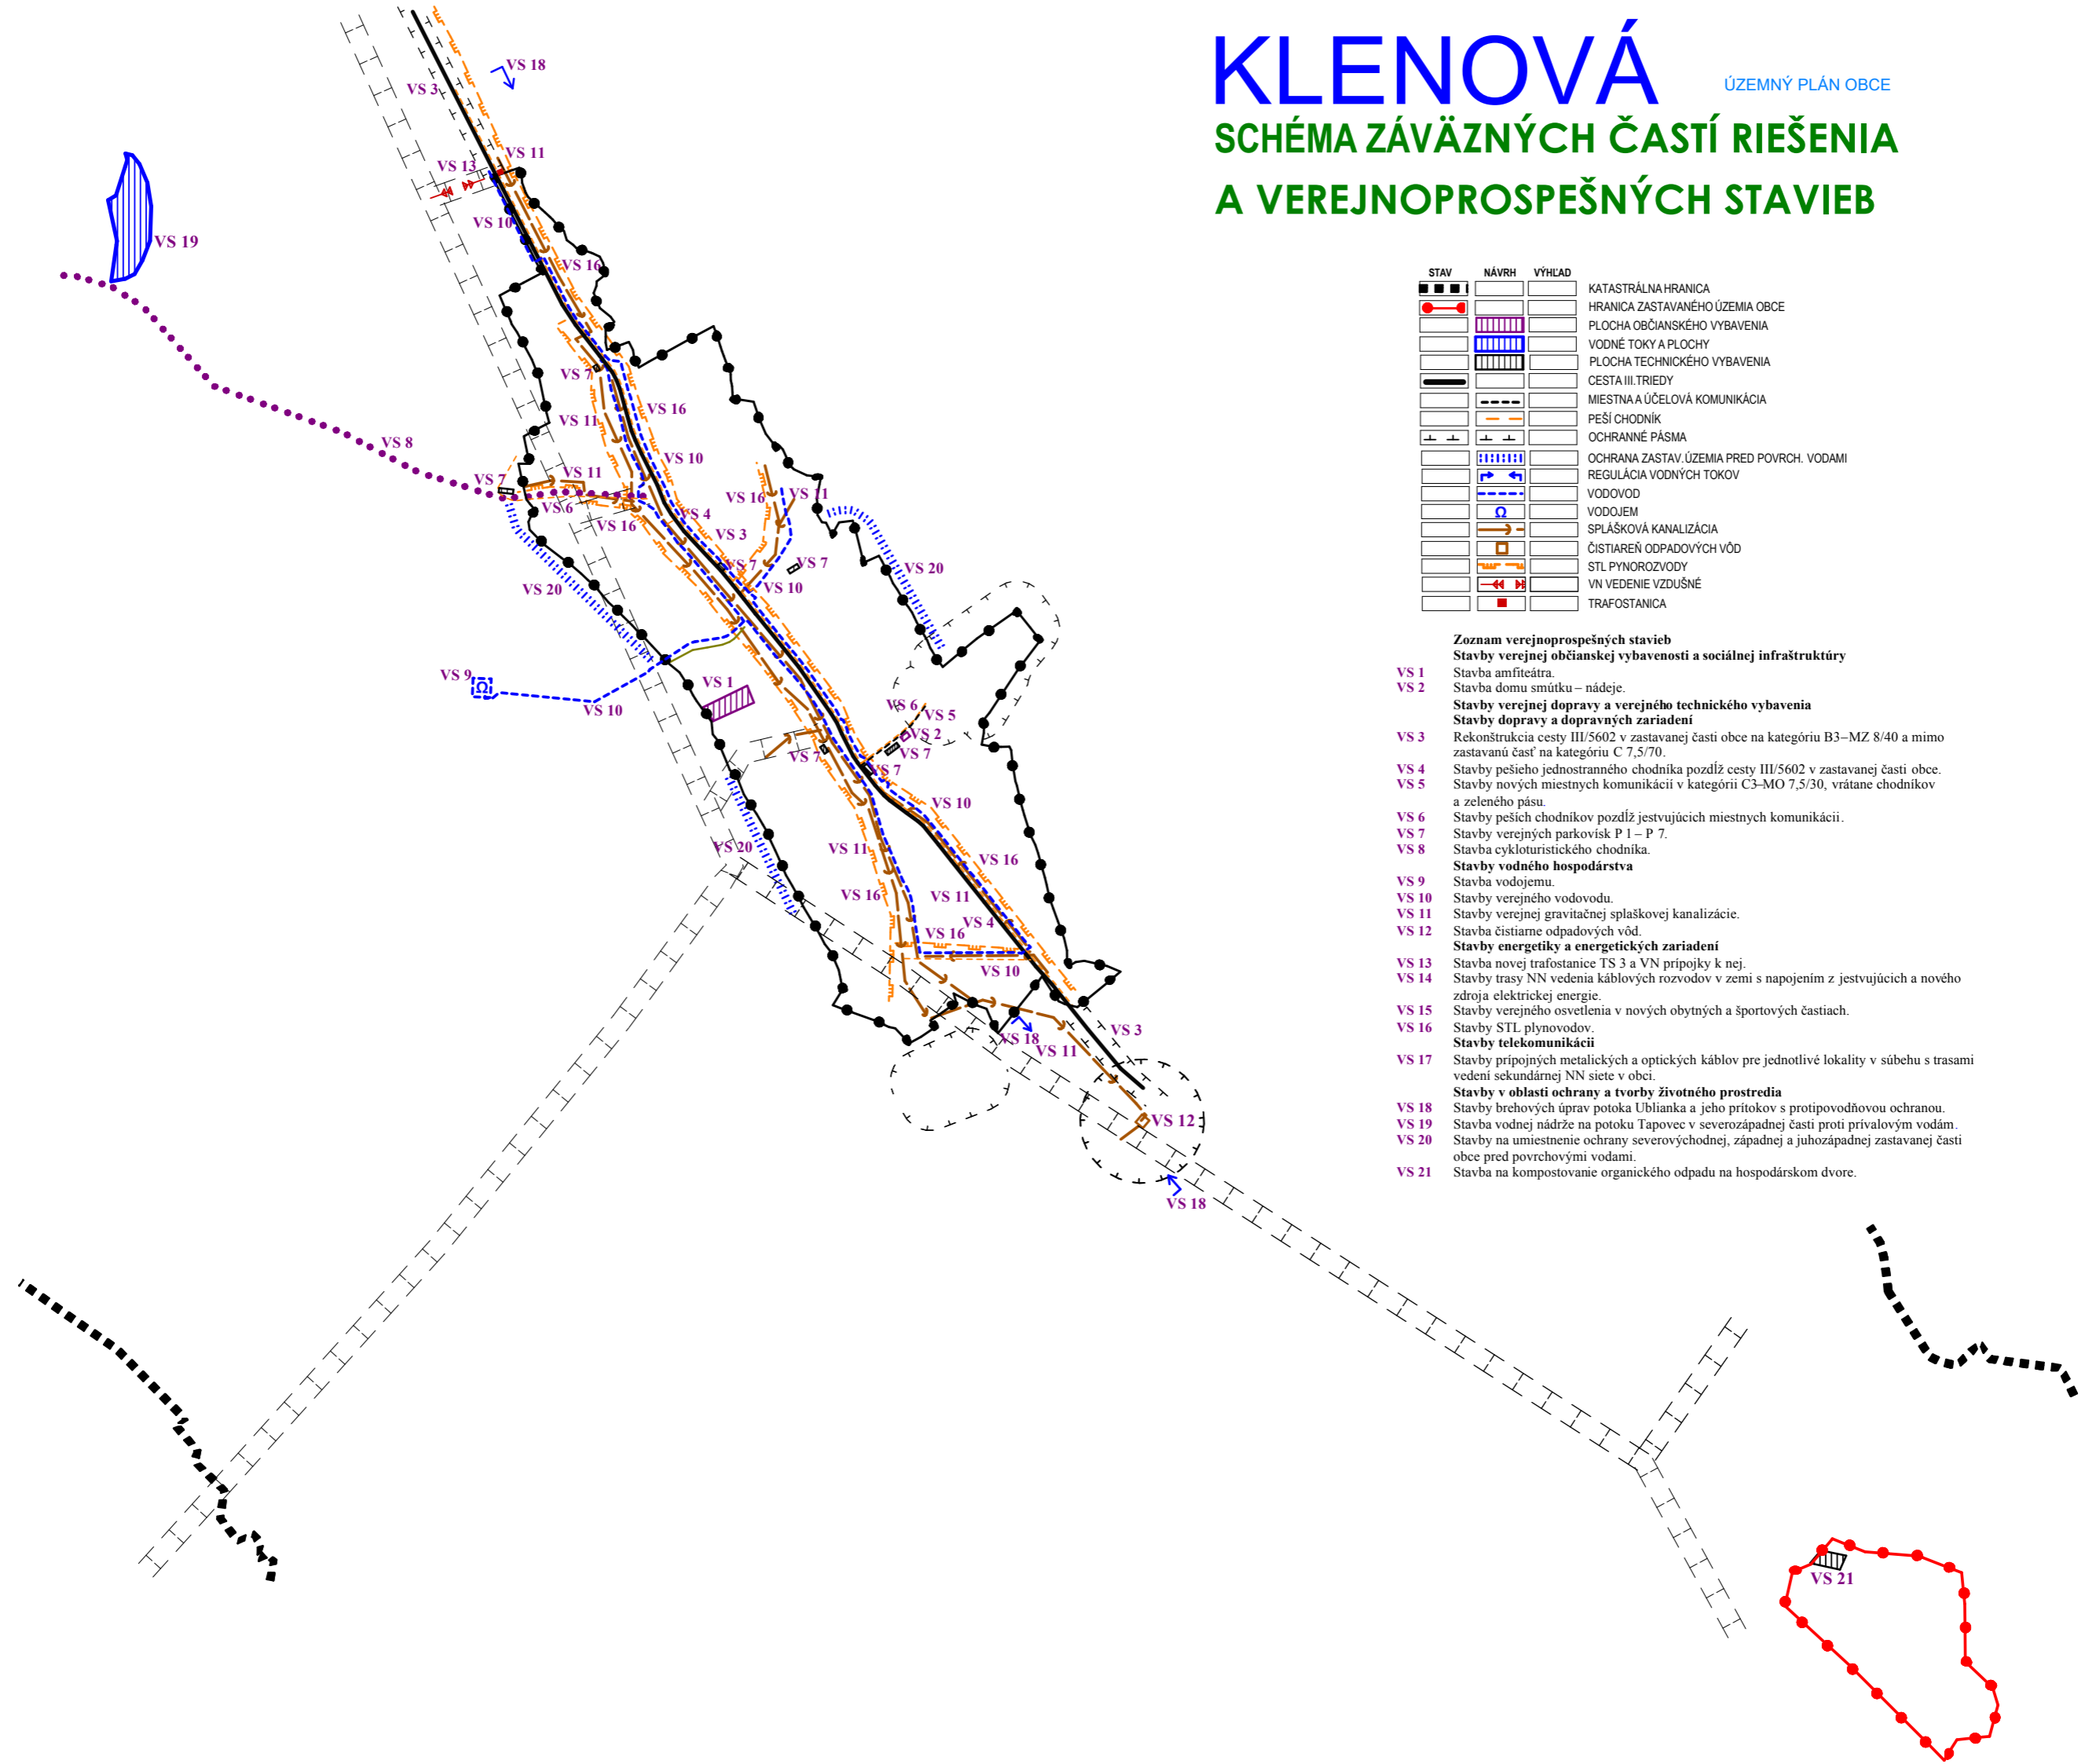 KLENOVÁ
ÚZEMNÝ PLÁN OBCE
SCHÉMA ZÁVÄZNÝCH ČASTÍ RIEŠENIA
A VEREJNOPROSPEŠNÝCH STAVIEB
STAV NÁVRH VÝHĽAD
KATASTRÁLNA HRANICA
HRANICA ZASTAVANÉHO ÚZEMIA OBCE
PLOCHA OBČIANSKÉHO VYBAVENIA
VODNÉ TOKY A PLOCHY
PLOCHA TECHNICKÉHO VYBAVENIA
CESTA III.TRIEDY
MIESTNA A ÚČELOVÁ KOMUNIKÁCIA
PEŠÍ CHODNÍK
OCHRANNÉ PÁSMA
OCHRANA ZASTAV.ÚZEMIA PRED POVRCH. VODAMI
REGULÁCIA VODNÝCH TOKOV
VODOVOD
Ω VODOJEM
SPLÁŠKOVÁ KANALIZÁCIA
ČISTIAREŇ ODPADOVÝCH VÔD
STL PYNOROZVODY
VN VEDENIE VZDUŠNÉ
TRAFOSTANICA
Zoznam verejnoprospešných stavieb
Stavby verejnej občianskej vybavenosti a sociálnej infraštruktúry
VS 1 Stavba amfiteátra.
VS 2 Stavba domu smútku – nádeje.
Stavby verejnej dopravy a verejného technického vybavenia
Stavby dopravy a dopravných zariadení
VS 3 Rekonštrukcia cesty III/5602 v zastavanej časti obce na kategóriu B3–MZ 8/40 a mimo
zastavanú časť na kategóriu C 7,5/70.
VS 4 Stavby pešieho jednostranného chodníka pozdĺž cesty III/5602 v zastavanej časti obce.
VS 5 Stavby nových miestnych komunikácií v kategórii C3–MO 7,5/30, vrátane chodníkov
a zeleného pásu.
VS 6 Stavby peších chodníkov pozdĺž jestvujúcich miestnych komunikácii.
VS 7 Stavby verejných parkovísk P 1 – P 7.
VS 8 Stavba cykloturistického chodníka.
Stavby vodného hospodárstva
VS 9 Stavba vodojemu.
VS 10 Stavby verejného vodovodu.
VS 11 Stavby verejnej gravitačnej splaškovej kanalizácie.
VS 12 Stavba čistiarne odpadových vôd.
Stavby energetiky a energetických zariadení
VS 13 Stavba novej trafostanice TS 3 a VN prípojky k nej.
VS 14 Stavby trasy NN vedenia káblových rozvodov v zemi s napojením z jestvujúcich a nového
zdroja elektrickej energie.
VS 15 Stavby verejného osvetlenia v nových obytných a športových častiach.
VS 16 Stavby STL plynovodov.
Stavby telekomunikácii
VS 17 Stavby prípojných metalických a optických káblov pre jednotlivé lokality v súbehu s trasami
vedení sekundárnej NN siete v obci.
Stavby v oblasti ochrany a tvorby životného prostredia
VS 18 Stavby brehových úprav potoka Ublianka a jeho prítokov s protipovodňovou ochranou.
VS 19 Stavba vodnej nádrže na potoku Tapovec v severozápadnej časti proti prívalovým vodám.
VS 20 Stavby na umiestnenie ochrany severovýchodnej, západnej a juhozápadnej zastavanej časti
obce pred povrchovými vodami.
VS 21 Stavba na kompostovanie organického odpadu na hospodárskom dvore.
VS 18
VS 3
VS 11
VS 13
VS 10
VS 19
VS 16
VS 7
VS 16
VS 11
VS 8
VS 10
VS 7
VS 11
VS 16
VS 11
VS 6
VS 16
VS 4
VS 3
VS 7
VS 7
VS 20
VS 20
VS 10
VS 9
Ω
VS 1
VS 10
VS 6
VS 5
VS 2
VS 7
VS 7
VS 7
VS 10
VS 20
VS 11
VS 16
VS 16
VS 11
VS 4
VS 16
VS 10
VS 3
VS 18
VS 11
VS 12
VS 18
VS 21